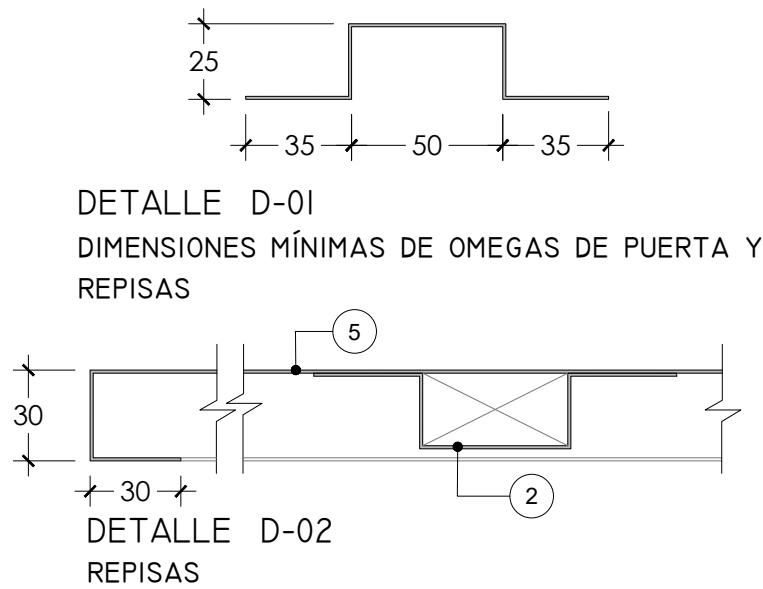 25
35
50
35
DETALLE D-01
DIMENSIONES MÍNIMAS DE OMEGAS DE PUERTA Y
REPISAS
5
30
2
30
DETALLE D-02
REPISAS